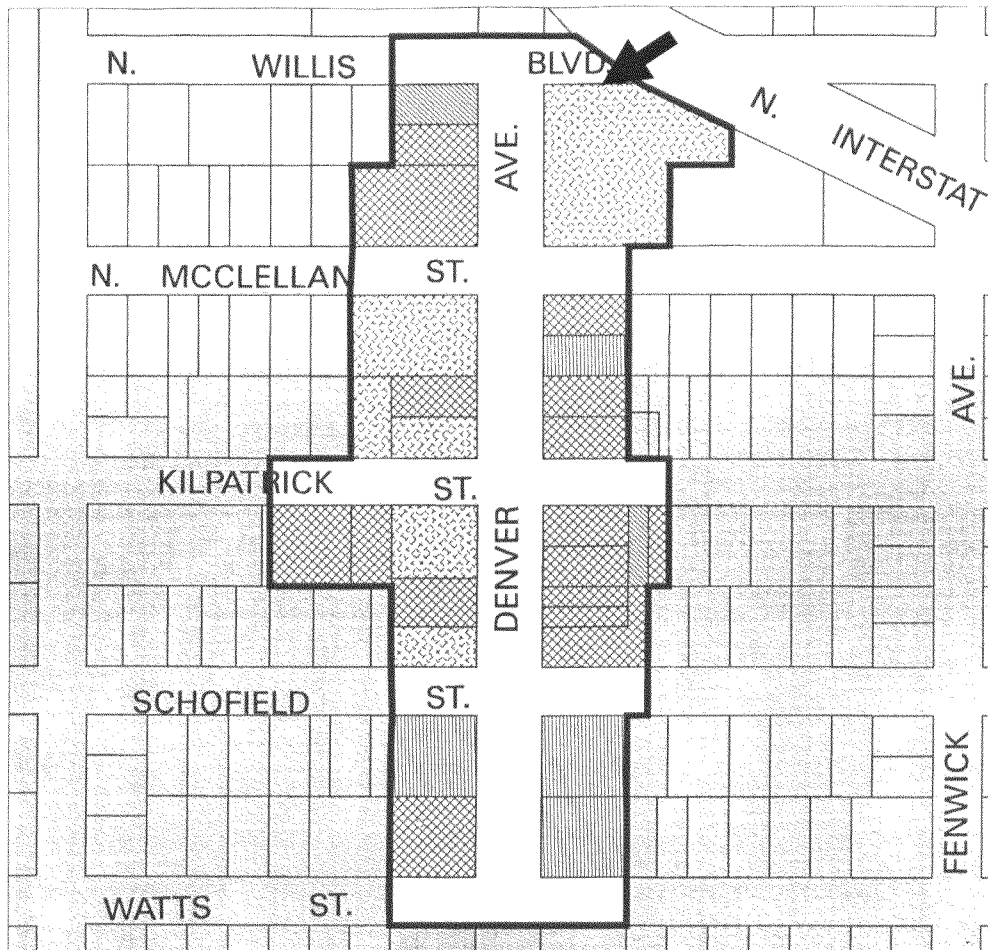 N. WILLIS BLVD.
N.
INTERSTAT
AVE.
N. MCCLELLAN ST.
AVE.
KILPATRICK ST.
DENVER
SCHOFIELD ST.
FENWICK
WATTS ST.